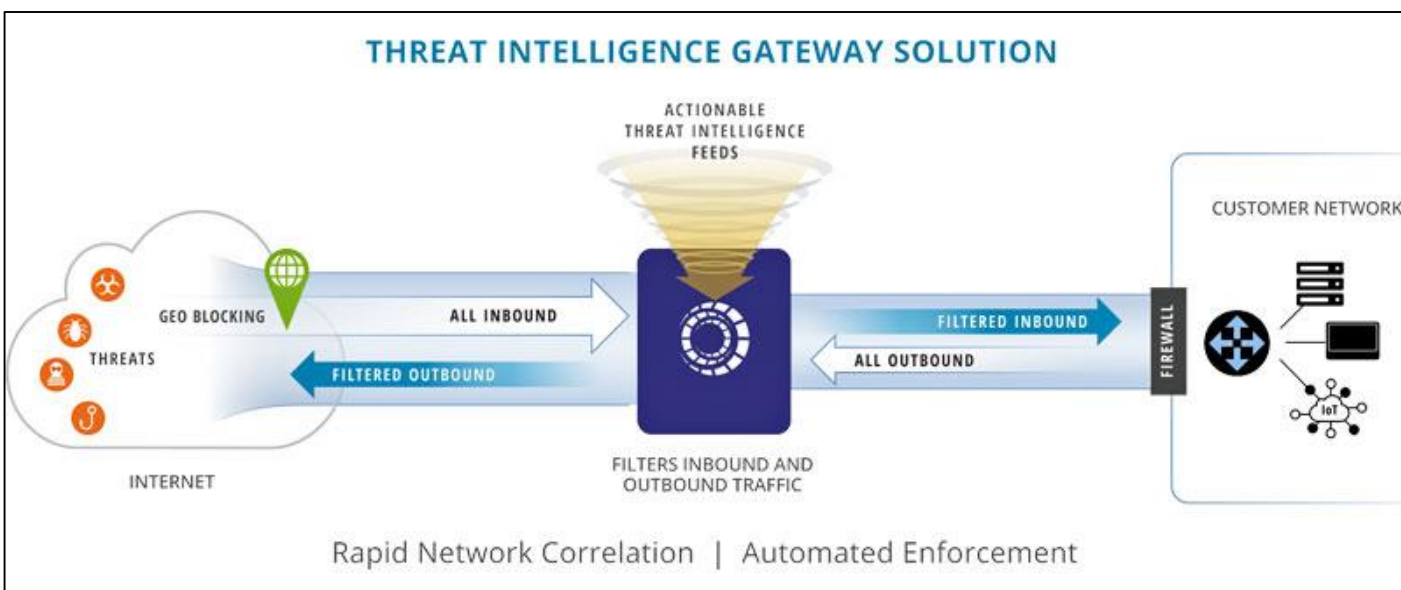 THREAT INTELLIGENCE GATEWAY SOLUTION
ACTIONABLE
THREAT INTELLIGENCE
FEEDS
CUSTOMER NETWORK
GEO BLOCKING
ALL INBOUND
FILTERED INBOUND
THREATS
FILTERED OUTBOUND
ALL OUTBOUND
FIREWALL
IoT
INTERNET
FILTERS INBOUND AND
OUTBOUND TRAFFIC
Rapid Network Correlation | Automated Enforcement